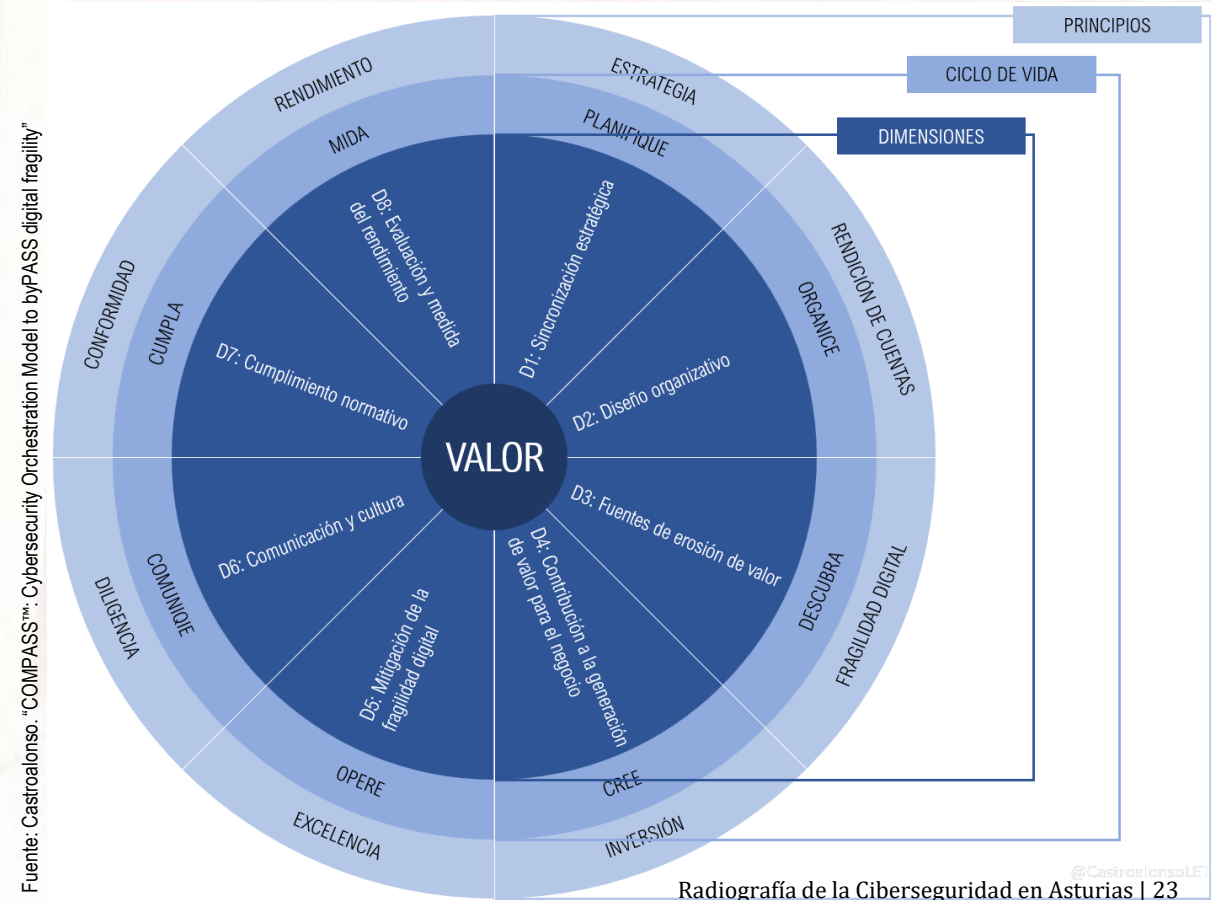 PRINCIPIOS
CICLO DE VIDA
DIMENSIONES
ESTRATEGIA
RENDICIÓN DE CUENTAS
FRAGILIDAD DIGITAL
INVERSIÓN
EXCELENCIA
DILIGENCIA
CONFORMIDAD
RENDIMIENTO
PLANIFIQUE
ORGANICE
DESCUBRA
CREE
OPERE
COMUNIQIE
CUMPLA
MIDA
D1: Sincronización estratégica
D2: Diseño organizativo
D3: Fuentes de erosión de valor
D4: Contribución a la generación
de valor para el negocio
D5: Mitigación de la
fragilidad digital
D6: Comunicación y cultura
D7: Cumplimiento normativo
D8: Evaluación y medida
del rendimiento
VALOR
Fuente: Castroalonso. “COMPASS™: Cybersecurity Orchestration Model to byPASS digital fragility”
Radiografía de la Ciberseguridad en Asturias | 23